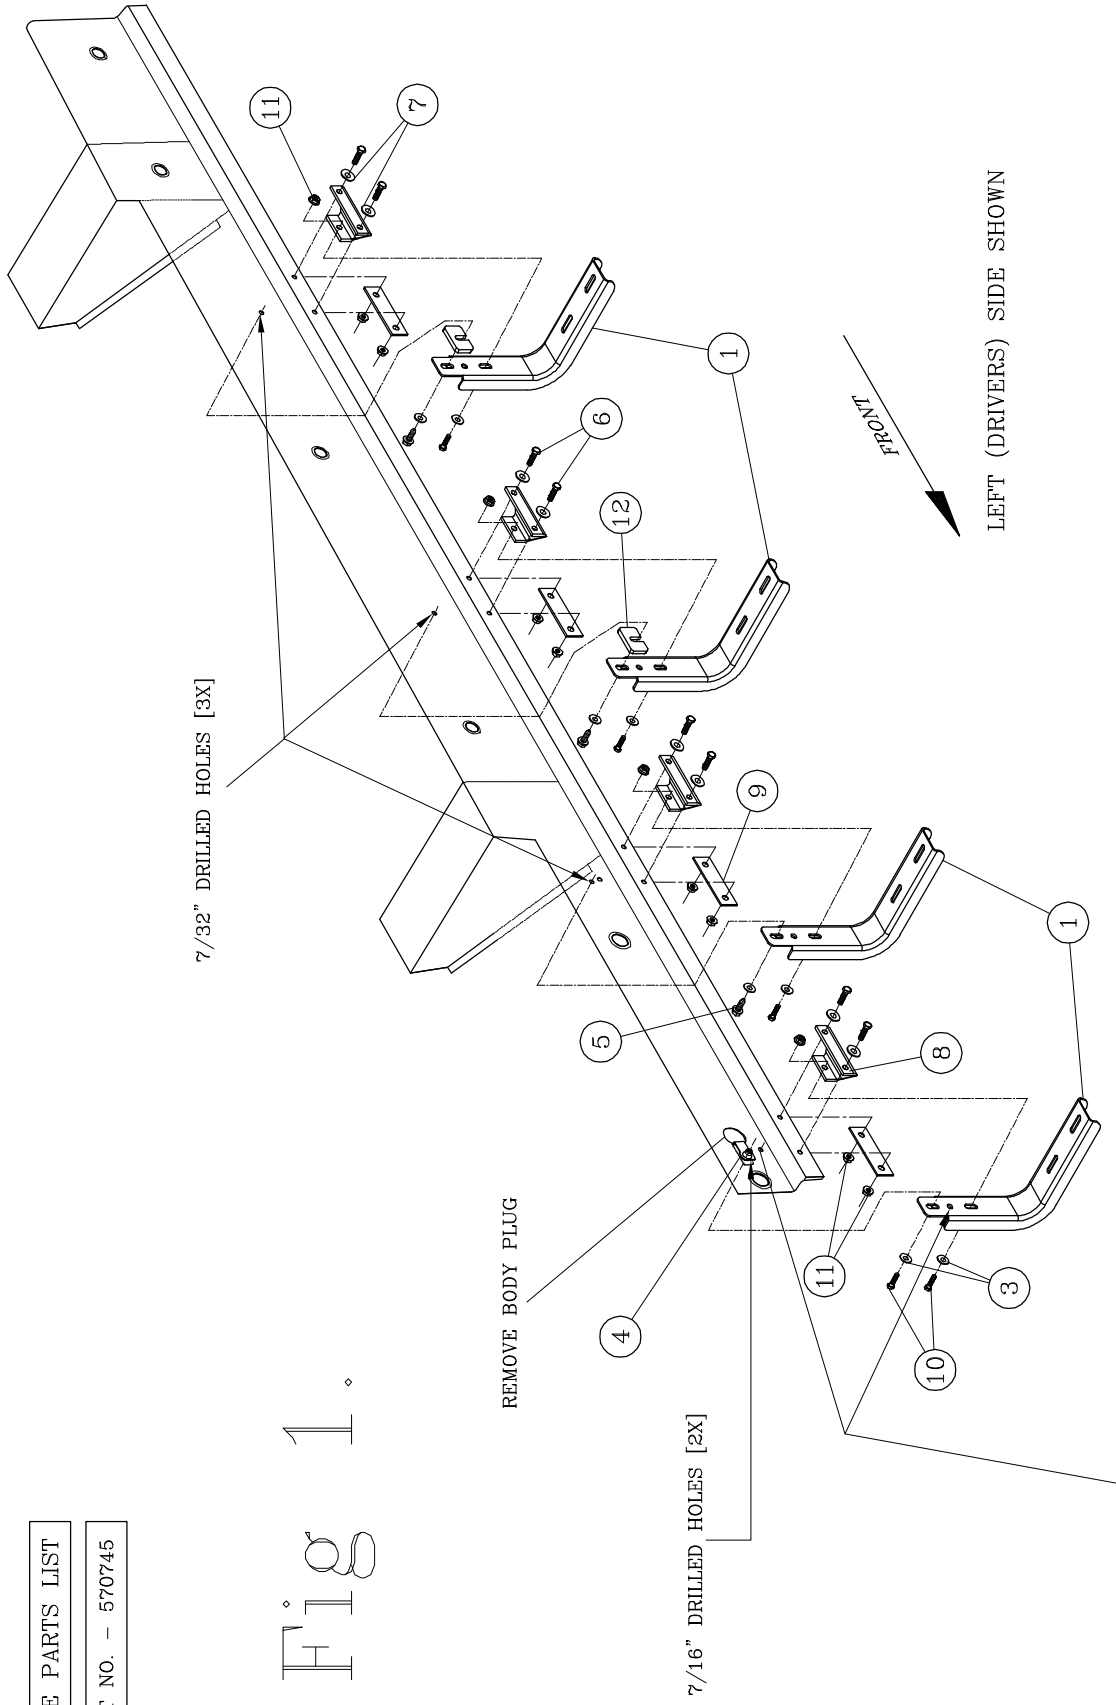 E PARTS LIST
NO. - 570745
Fig 1.
7/32" DRILLED HOLES [3X]
REMOVE BODY PLUG
7/16" DRILLED HOLES [2X]
11
7
1
6
12
9
5
8
1
4
11
3
10
FRONT
LEFT (DRIVERS) SIDE SHOWN